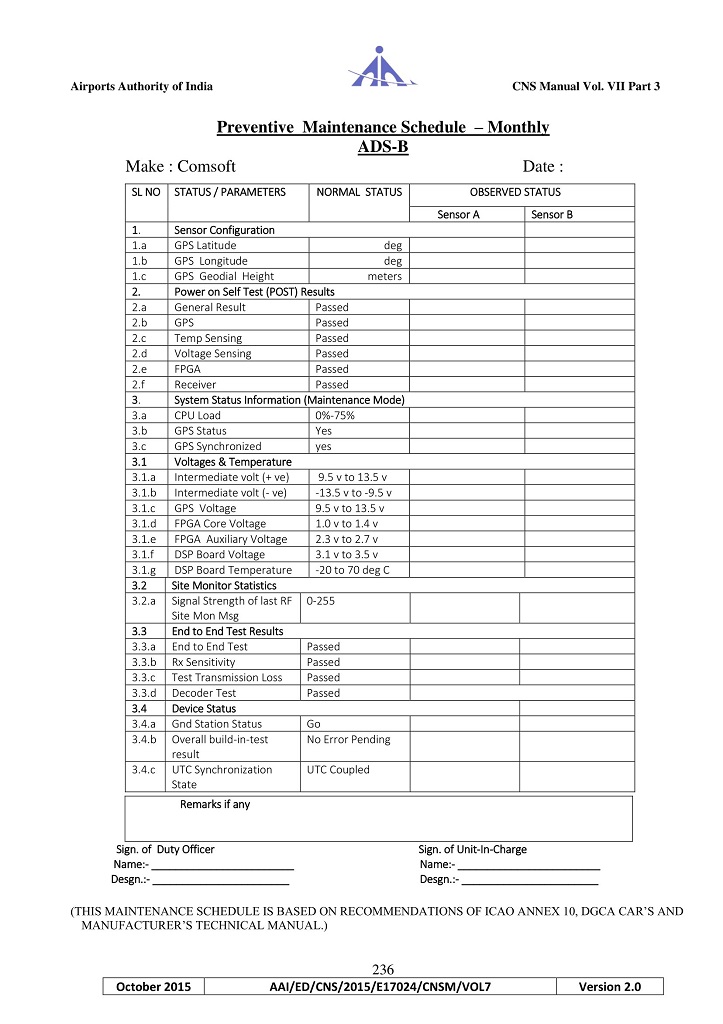 Airports Authority of India CNS Manual Vol. VII Part 3
Preventive Maintenance Schedule – Monthly
ADS-B
Make : Comsoft Date :
SL NO STATUS / PARAMETERS NORMAL STATUS OBSERVED STATUS
Sensor A Sensor B
1. Sensor Configuration
1.a GPS Latitude deg
1.b GPS Longitude deg
1.c GPS Geodial Height meters
2. Power on Self Test (POST) Results
2.a General Result Passed
2.b GPS Passed
2.c Temp Sensing Passed
2.d Voltage Sensing Passed
2.e FPGA Passed
2.f Receiver Passed
3. System Status Information (Maintenance Mode)
3.a CPU Load 0%-75%
3.b GPS Status Yes
3.c GPS Synchronized yes
3.1 Voltages & Temperature
3.1.a Intermediate volt (+ ve) 9.5 v to 13.5 v
3.1.b Intermediate volt (- ve) -13.5 v to -9.5 v
3.1.c GPS Voltage 9.5 v to 13.5 v
3.1.d FPGA Core Voltage 1.0 v to 1.4 v
3.1.e FPGA Auxiliary Voltage 2.3 v to 2.7 v
3.1.f DSP Board Voltage 3.1 v to 3.5 v
3.1.g DSP Board Temperature -20 to 70 deg C
3.2 Site Monitor Statistics
3.2.a Signal Strength of last RF 0-255
Site Mon Msg
3.3 End to End Test Results
3.3.a End to End Test Passed
3.3.b Rx Sensitivity Passed
3.3.c Test Transmission Loss Passed
3.3.d Decoder Test Passed
3.4 Device Status
3.4.a Gnd Station Status Go
3.4.b Overall build-in-test No Error Pending
result
3.4.c UTC Synchronization UTC Coupled
State
Remarks if any
Sign. of Duty Officer Sign. of Unit-In-Charge
Name:- ________________________ Name:- ________________________
Desgn.:- _______________________ Desgn.:- _______________________
(THIS MAINTENANCE SCHEDULE IS BASED ON RECOMMENDATIONS OF ICAO ANNEX 10, DGCA CAR'S AND
MANUFACTURER'S TECHNICAL MANUAL.)
236
October 2015 AAI/ED/CNS/2015/E17024/CNSM/VOL7 Version 2.0